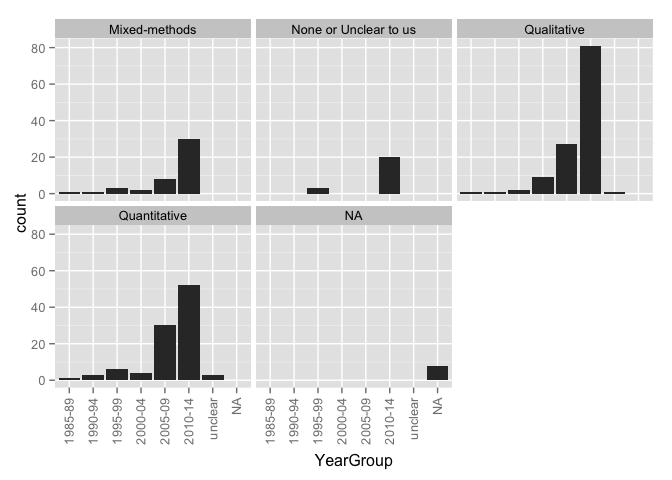 Mixed-methods
None or Unclear to us
Qualitative
80
60
40
20
0
count
Quantitative
NA
80
60
40
20
0
1985-89
1990-94
1995-99
2000-04
2005-09
2010-14
unclear
NA
1985-89
1990-94
1995-99
2000-04
2005-09
2010-14
unclear
NA
YearGroup